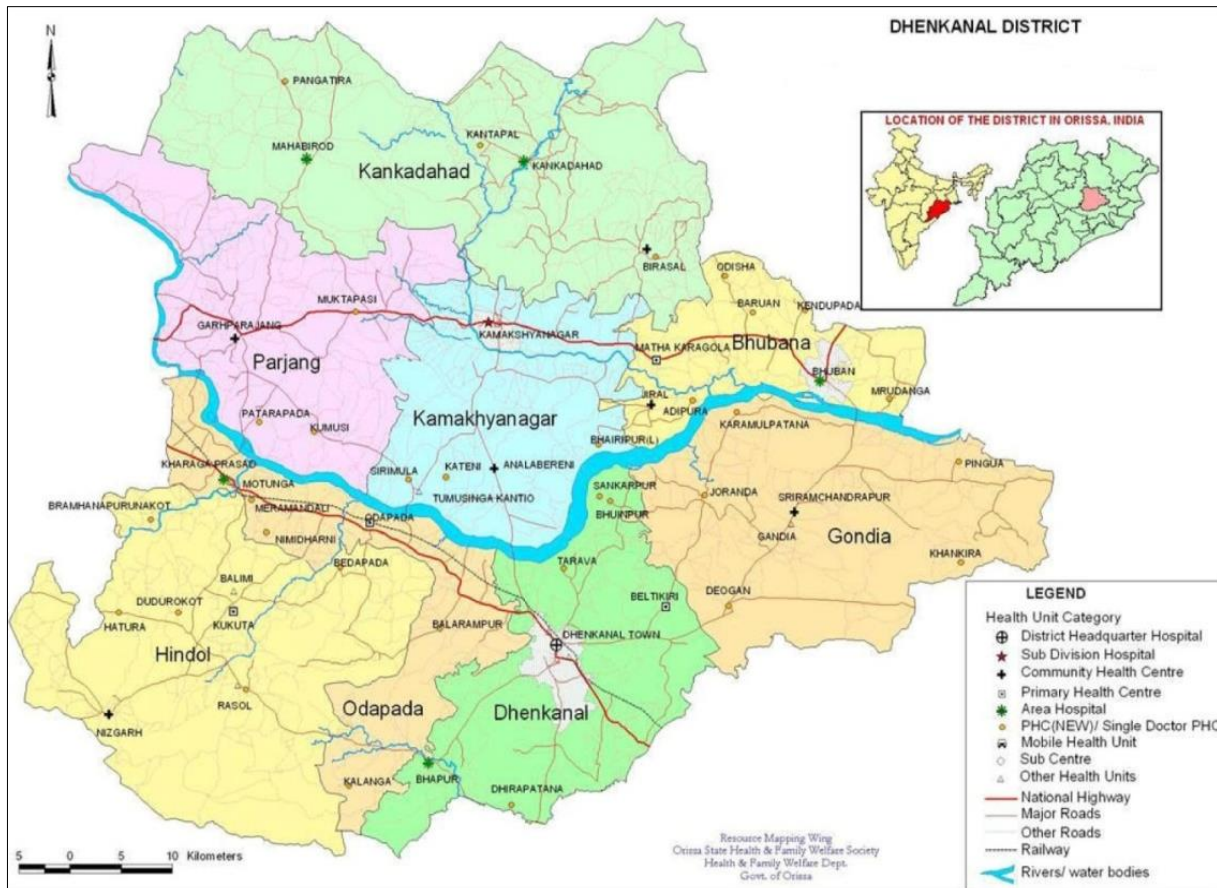 DHENKANAL DISTRICT
N
LOCATION OF THE DISTRICT IN ORISSA, INDIA
PANGATIRA
MAHABIROD
KANTAPAL
Kankadahad
KANKADAHAD
BIRASAL
ODISHA
BARUAN
KENDUPADA
MUKTAPASI
GARHPARAJANG
KAMAKSHYANAGAR
MATHA KARAGOLA
Bhubana
Parjang
BHUBAN
MRUDANGA
JIRAL
ADIPURA
Kamakhyanagar
KARAMULPATANA
PATARAPADA
KUMUSI
BHAIRIPUR(L)
KHARAGA PRASAD
SIRIMULA
KATENI
ANALABERENI
PINGUA
MOTUNGA
TUMUSINGA KANTIO
SANKARPUR
JORANDA
SRIRAMCHANDRAPUR
BRAMHANAPURUNAKOT
MERAMANDALI
ODAPADA
BHUINPUR
GANDIA
Gondia
NIMIDHARNI
KHANKIRA
BEDAPADA
TARAVA
BALIMI
BELTIKIRI
DEOGAN
DUDUROKOT
HATURA
KUKUTA
BALARAMPUR
DHENKANAL TOWN
Hindol
RASOL
Odapada
Dhenkanal
NIZGARH
KALANGA
BHAPUR
DHIRAPATANA
LEGEND
Health Unit Category
District Headquarter Hospital
Sub Division Hospital
Community Health Centre
Primary Health Centre
Area Hospital
PHC(NEW)/ Single Doctor PHC
Mobile Health Unit
Sub Centre
Other Health Units
National Highway
Major Roads
Other Roads
Railway
Rivers/ water bodies
5 0 5 10 Kilometers
Resource Mapping Wing
Orissa State Health & Family Welfare Society
Health & Family Welfare Dept.
Govt. of Orissa